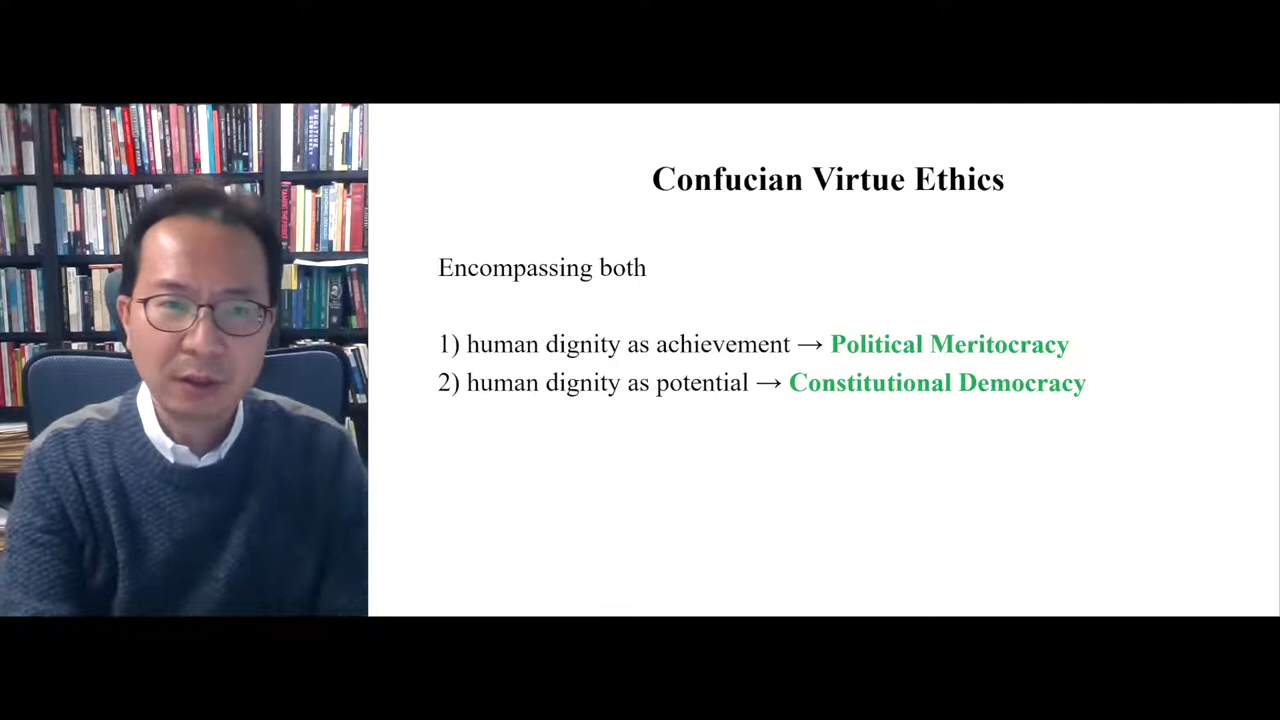 FUGITIVE
Confucian Virtue Ethics
Encompassing both
1) human dignity as achievement → Political Meritocracy
2) human dignity as potential → Constitutional Democracy